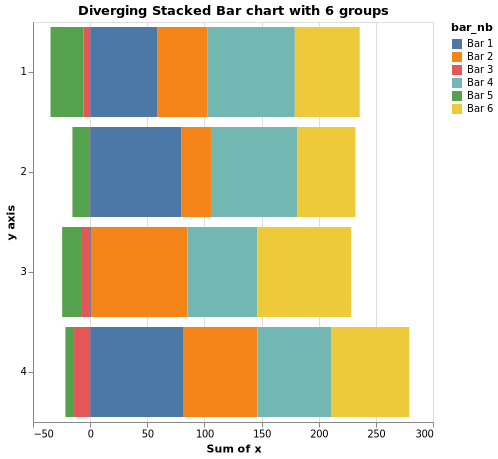 Diverging Stacked Bar chart with 6 groups
bar_nb
Bar 1
Bar 2
Bar 3
Bar 4
Bar 5
Bar 6
y axis
1
2
3
4
−50 0 50 100 150 200 250 300
Sum of x